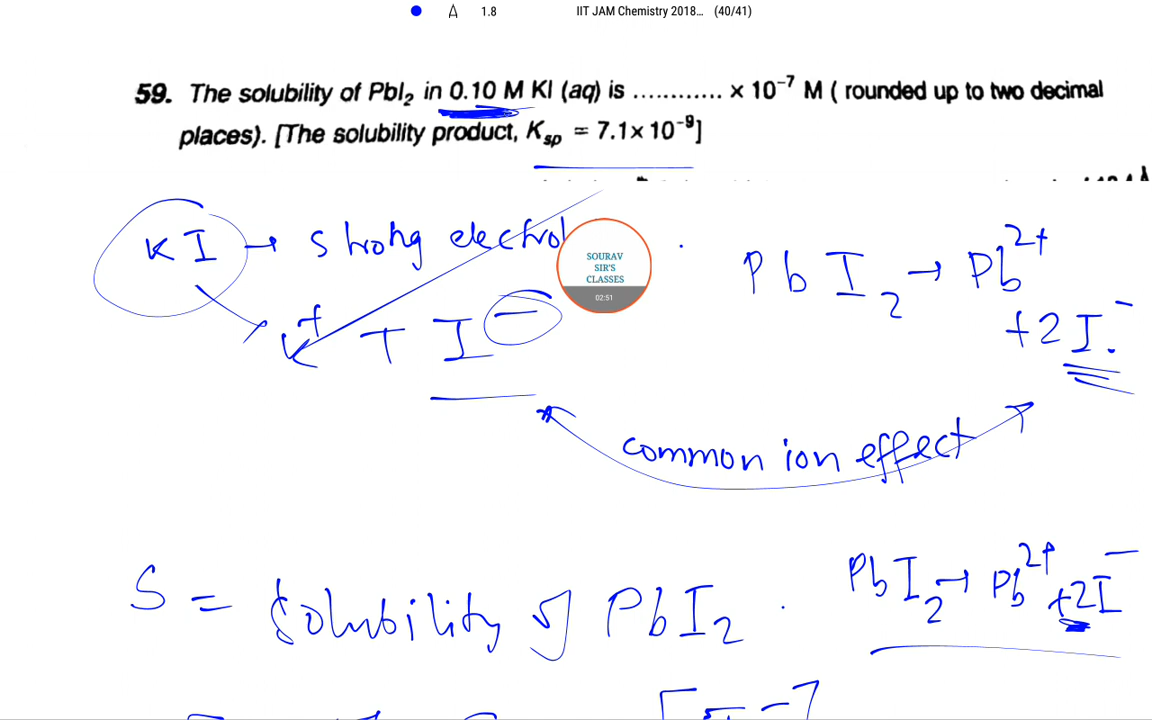 1.8 IIT JAM Chemistry 2018... (40/41)
59. The solubility of PbI₂ in 0.10 M KI (aq) is ............ × 10⁻⁷ M ( rounded up to two decimal
places). [The solubility product, Ksp = 7.1× 10⁻⁹]
KI → strong electrol
SOURAV
SIR'S
CLASSES
02:51
PbI₂ → Pb²⁺
+2I⁻.
I⁻
common ion effect
S = Solubility of PbI₂.
PbI₂ → Pb²⁺ +2I⁻